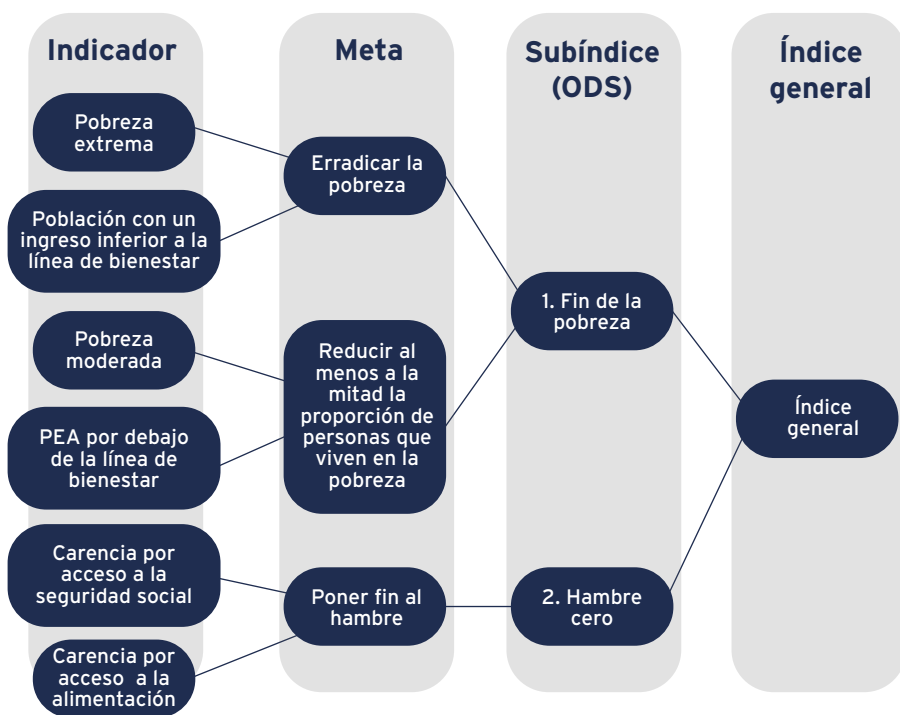 Indicador
Meta
Subíndice
(ODS)
Índice
general
Pobreza
extrema
Población con un
ingreso inferior a la
línea de bienestar
Pobreza
moderada
PEA por debajo
de la línea de
bienestar
Carencia por
acceso a la
seguridad social
Carencia por
acceso a la
alimentación
Erradicar la
pobreza
Reducir al
menos a la
mitad la
proporción de
personas que
viven en la
pobreza
Poner fin al
hambre
1. Fin de la
pobreza
2. Hambre
cero
Índice
general